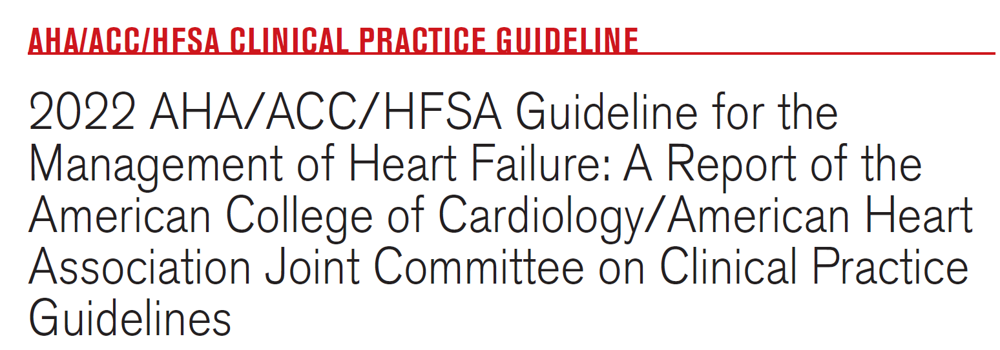 AHA/ACC/HFSA CLINICAL PRACTICE GUIDELINE
2022 AHA/ACC/HFSA Guideline for the
Management of Heart Failure: A Report of the
American College of Cardiology/American Heart
Association Joint Committee on Clinical Practice
Guidelines